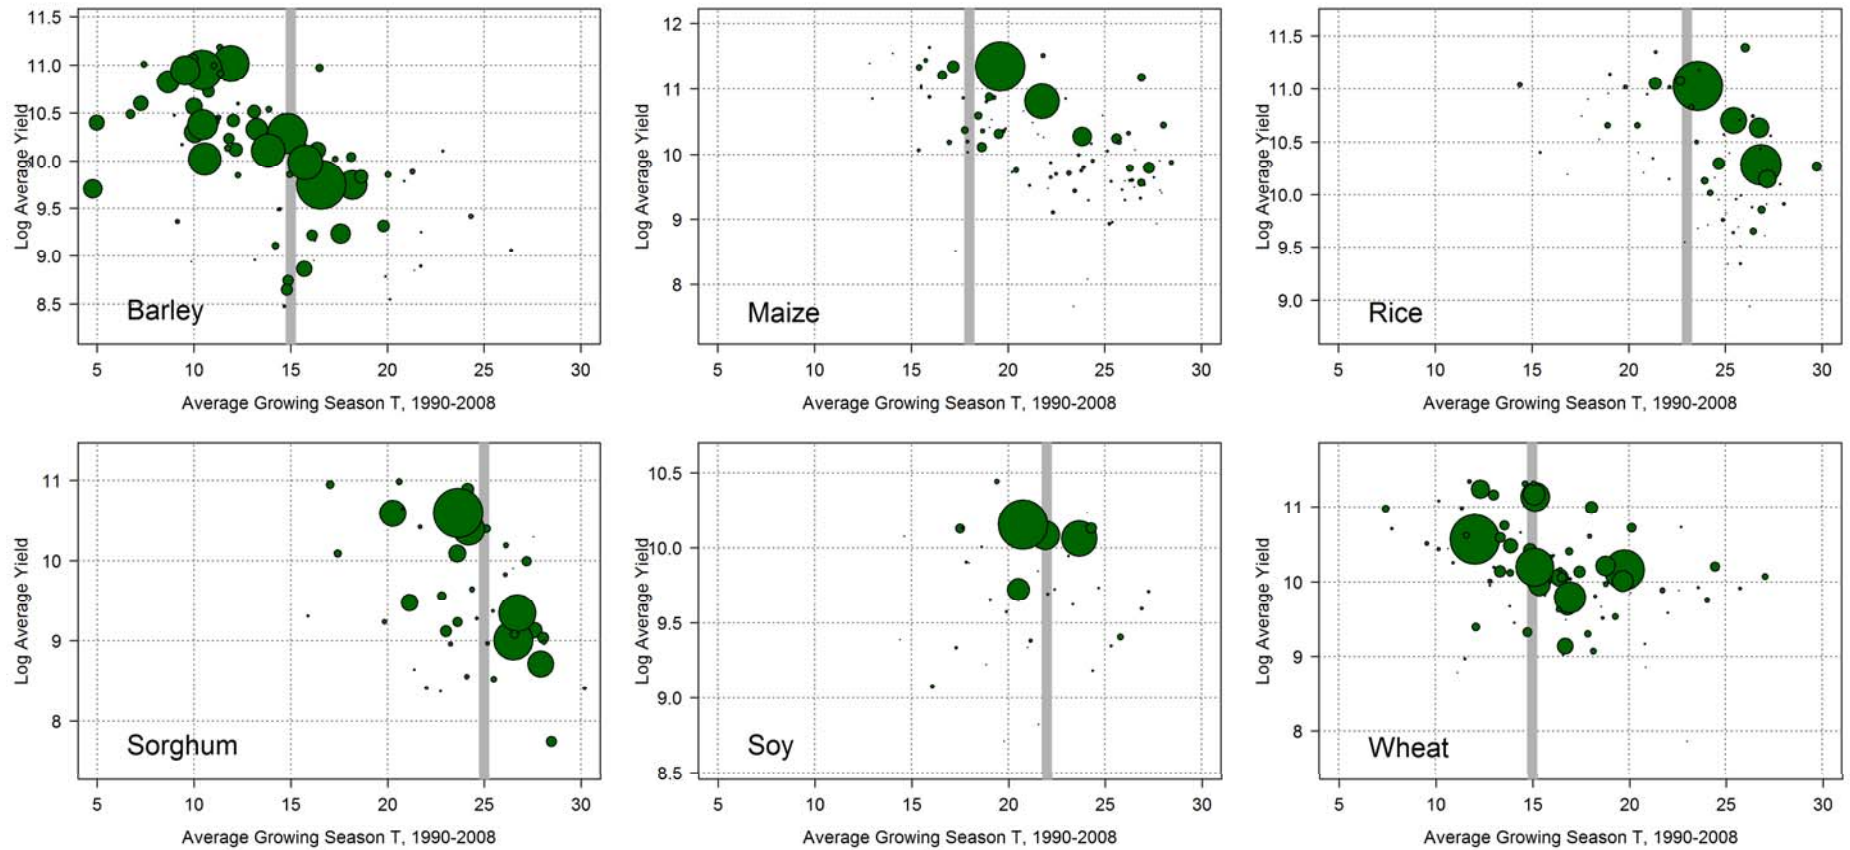 11.5
11.0
10.5
10.0
9.5
9.0
8.5
Log Average Yield
Barley
5 10 15 20 25 30
Average Growing Season T, 1990-2008
12
11
10
9
8
Log Average Yield
Maize
5 10 15 20 25 30
Average Growing Season T, 1990-2008
11.5
11.0
10.5
10.0
9.5
9.0
Log Average Yield
Rice
5 10 15 20 25 30
Average Growing Season T, 1990-2008
11
10
9
8
Log Average Yield
Sorghum
5 10 15 20 25 30
Average Growing Season T, 1990-2008
10.5
10.0
9.5
9.0
8.5
Log Average Yield
Soy
5 10 15 20 25 30
Average Growing Season T, 1990-2008
11
10
9
8
Log Average Yield
Wheat
5 10 15 20 25 30
Average Growing Season T, 1990-2008